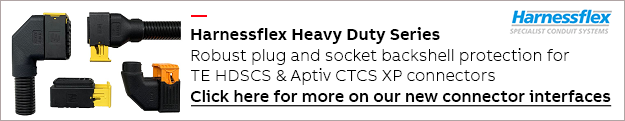 Harnessflex
SPECIALIST CONDUIT SYSTEMS
Harnessflex Heavy Duty Series
Robust plug and socket backshell protection for
TE HDSCS & Aptiv CTCS XP connectors
Click here for more on our new connector interfaces